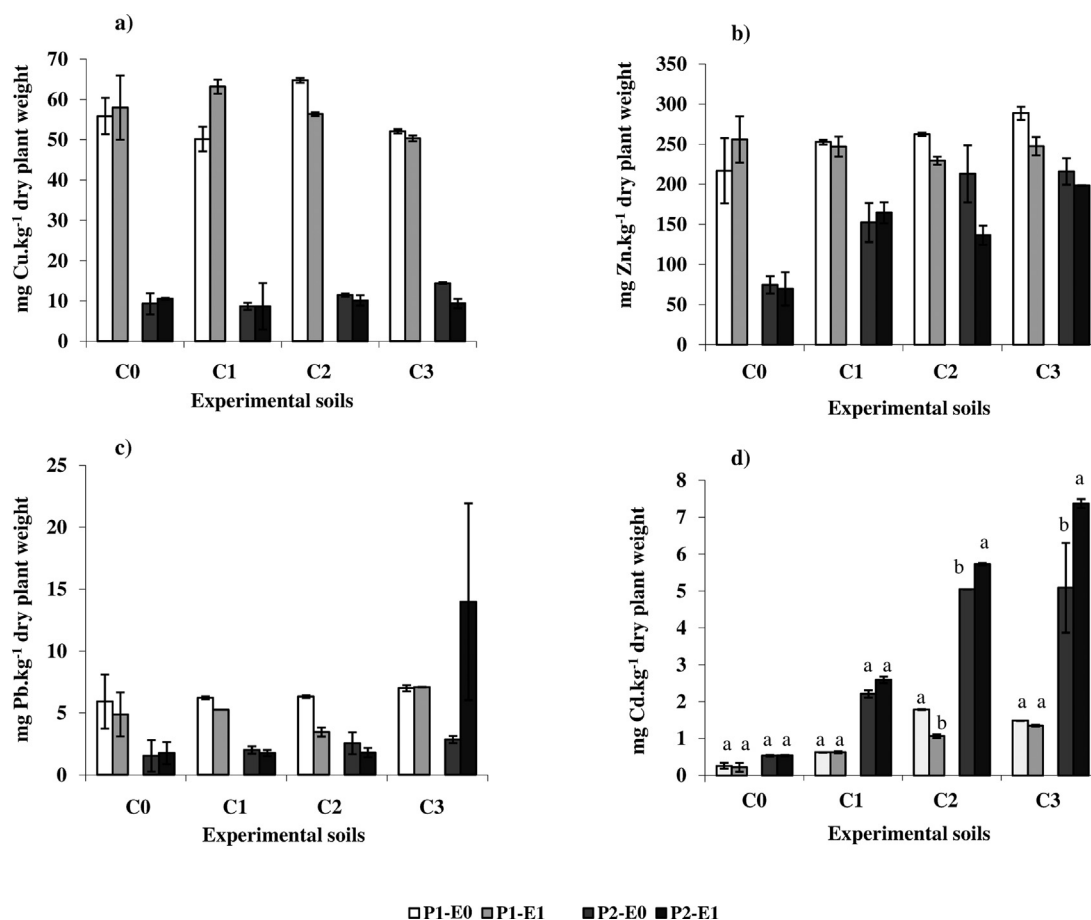 a)
mg Cu.kg⁻¹ dry plant weight
70
60
50
40
30
20
10
0
C0 C1 C2 C3
Experimental soils
b)
mg Zn.kg⁻¹ dry plant weight
350
300
250
200
150
100
50
0
C0 C1 C2 C3
Experimental soils
c)
mg Pb.kg⁻¹ dry plant weight
25
20
15
10
5
0
C0 C1 C2 C3
Experimental soils
d)
mg Cd.kg⁻¹ dry plant weight
8
7
6
5
4
3
2
1
0
a a a a
a a a a
a b b a
a a b a
C0 C1 C2 C3
Experimental soils
P1-E0 P1-E1 P2-E0 P2-E1